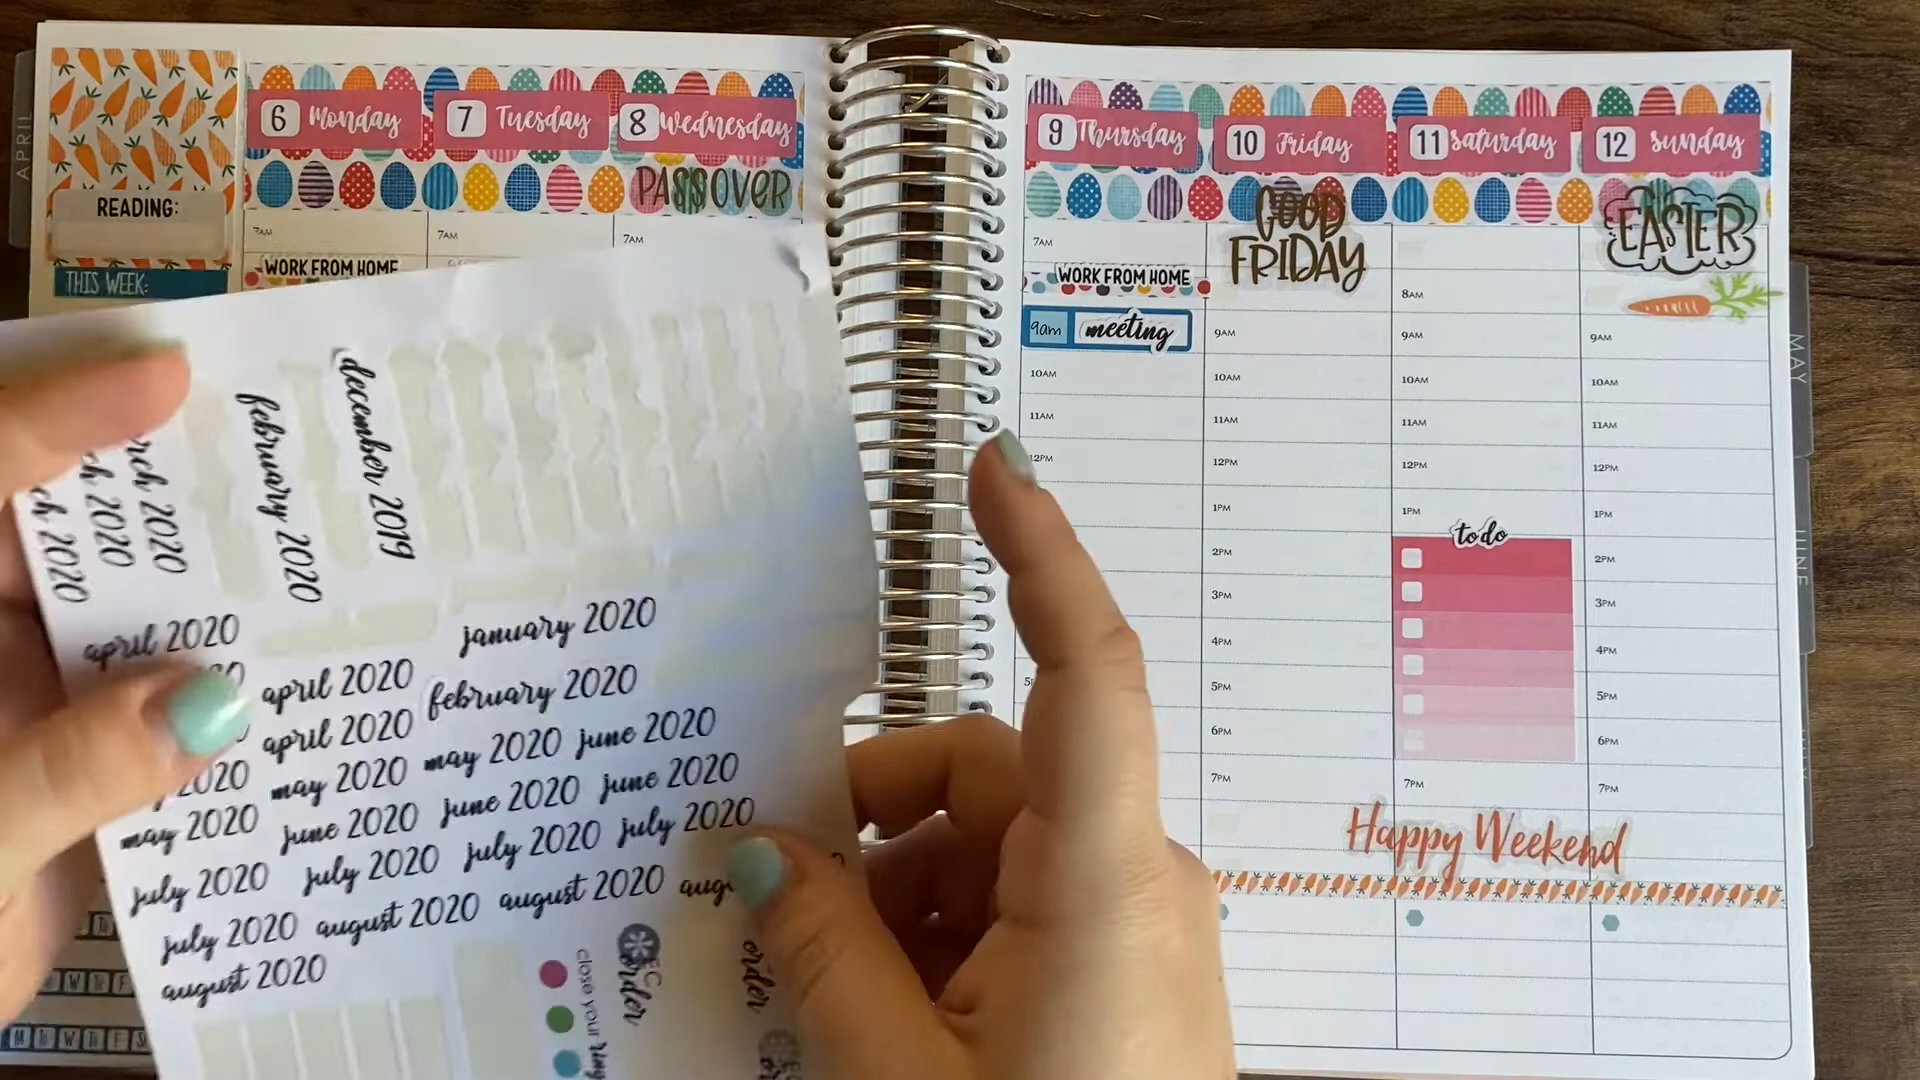 APRIL
6 Monday
7 Tuesday
8 Wednesday
PASSOVER
READING:
THIS WEEK:
7AM
7AM
7AM
WORK FROM HOME
9 Thursday
10 Friday
11 Saturday
12 Sunday
GOOD
FRIDAY
EASTER
7AM
WORK FROM HOME
9am meeting
10AM
11AM
12PM
9AM
10AM
11AM
12PM
1PM
2PM
3PM
4PM
5PM
6PM
7PM
8AM
9AM
10AM
11AM
12PM
1PM
to do
7PM
9AM
10AM
11AM
12PM
1PM
2PM
3PM
4PM
5PM
6PM
7PM
Happy Weekend
MAY
JUNE
december 2019
february 2020
2020
2020
2020
april 2020
january 2020
april 2020
february 2020
april 2020
may 2020
june 2020
2020
may 2020
june 2020
may 2020
june 2020
june 2020
july 2020
july 2020
july 2020
july 2020
july 2020
august 2020
august 2020
august 2020
close your
order
order